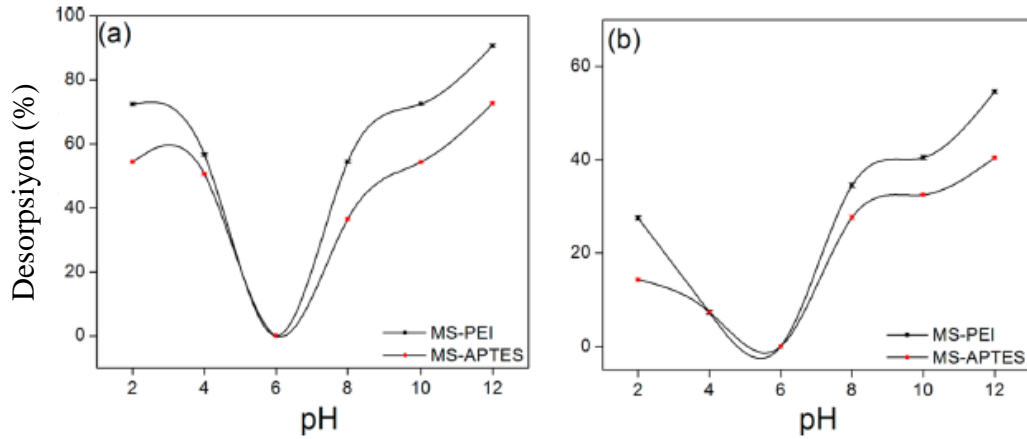 (a)
Desorpsiyon (%)
100
80
60
40
20
0
MS-PEI
MS-APTES
2 4 6 8 10 12
pH
(b)
60
40
20
0
MS-PEI
MS-APTES
2 4 6 8 10 12
pH